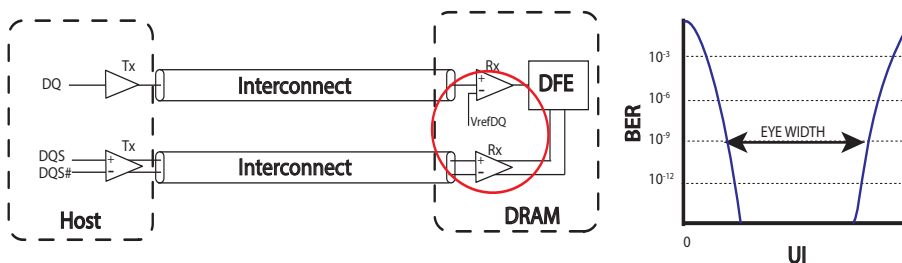 DQ
Tx
Interconnect
Rx
+
−
VrefDQ
DFE
DQS
DQS#
Tx
+
−
Interconnect
+
−
Rx
Host
DRAM
BER
10-3
10-6
10-9
10-12
EYE WIDTH
0
UI